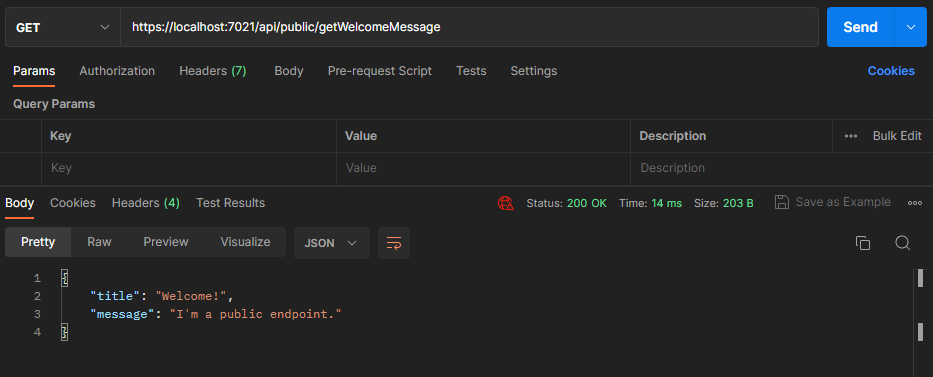 GET https://localhost:7021/api/public/getWelcomeMessage Send
Params Authorization Headers (7) Body Pre-request Script Tests Settings Cookies
Query Params
Key Value Description ••• Bulk Edit
Key Value Description
Body Cookies Headers (4) Test Results Status: 200 OK Time: 14 ms Size: 203 B Save as Example
Pretty Raw Preview Visualize JSON
1 {
2 "title": "Welcome!",
3 "message": "I'm a public endpoint."
4 }